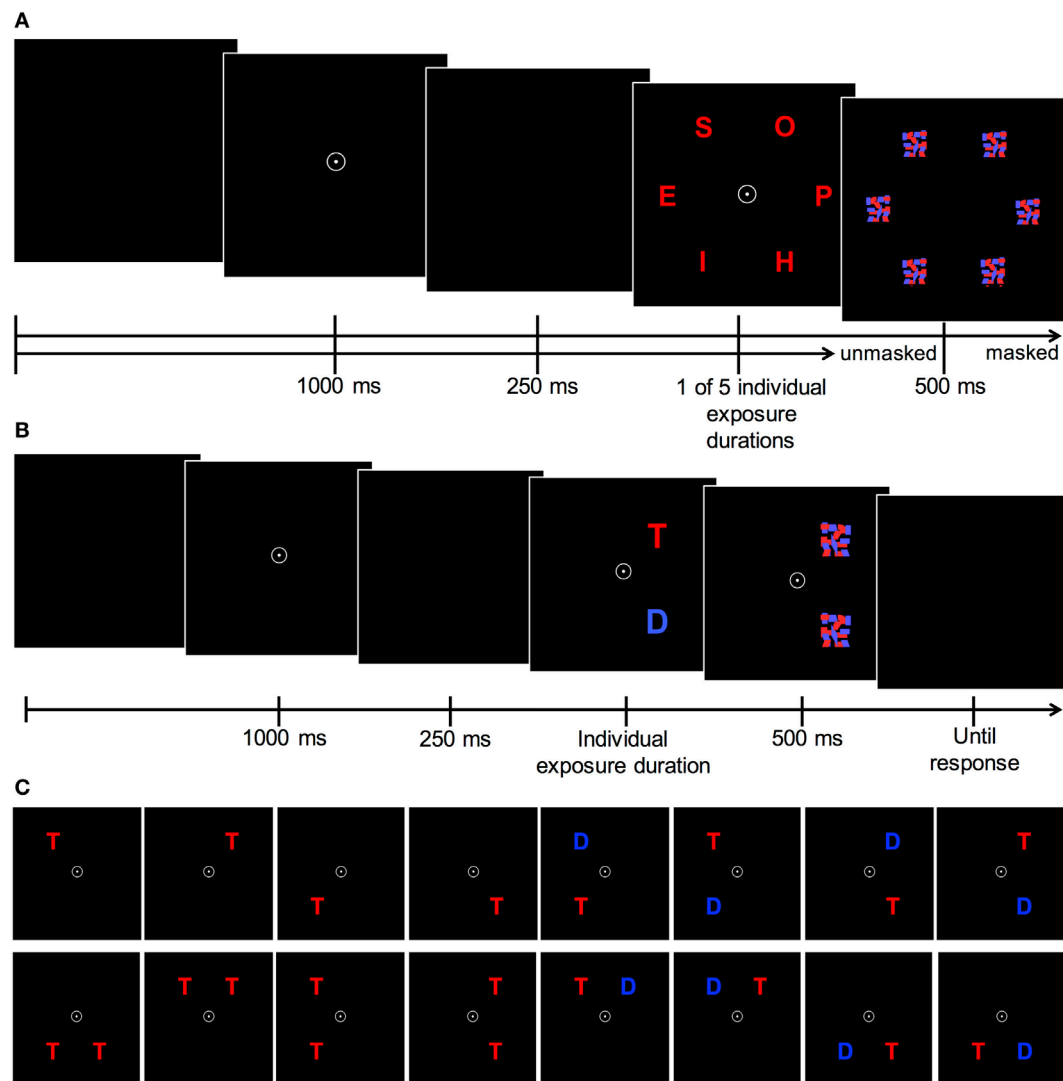 A
S O
E P
I H
unmasked masked
1000 ms 250 ms 1 of 5 individual 500 ms
exposure
durations
B
T
D
1000 ms 250 ms Individual 500 ms Until
exposure duration response
C
T T D T D T
T T T D T D
T T T T T D D T
T T T T D T T D